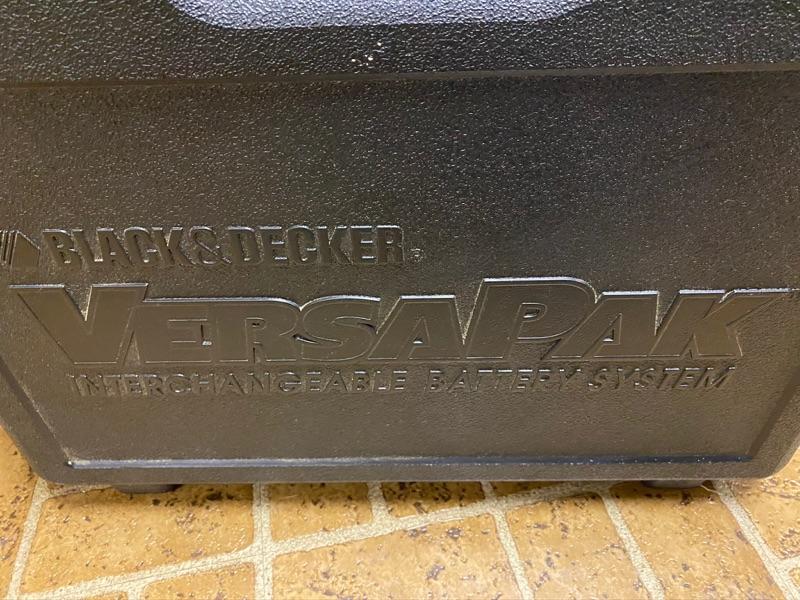 BLACK&DECKER
VERSAPAK
INTERCHANGEABLE BATTERY SYSTEM